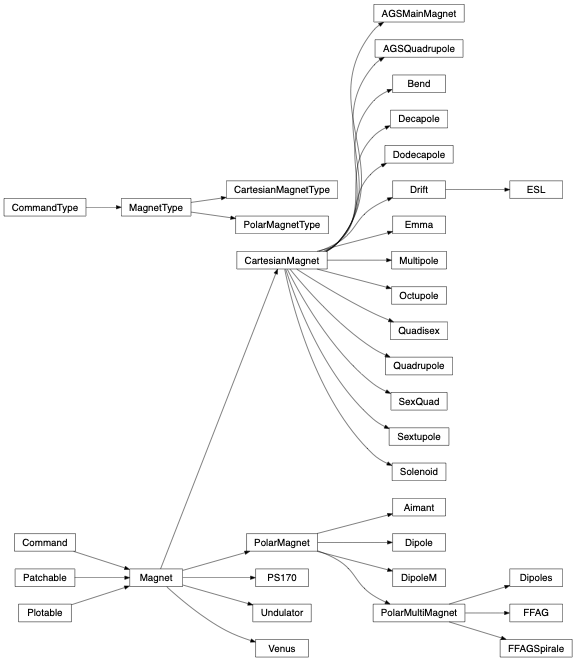 AGSMainMagnet
AGSQuadrupole
Bend
Decapole
Dodecapole
CartesianMagnetType
Drift
ESL
CommandType
MagnetType
PolarMagnetType
Emma
CartesianMagnet
Multipole
Octupole
Quadisex
Quadrupole
SexQuad
Sextupole
Solenoid
Aimant
Command
PolarMagnet
Dipole
Patchable
Magnet
PS170
DipoleM
Dipoles
Plotable
Undulator
PolarMultiMagnet
FFAG
Venus
FFAGSpirale